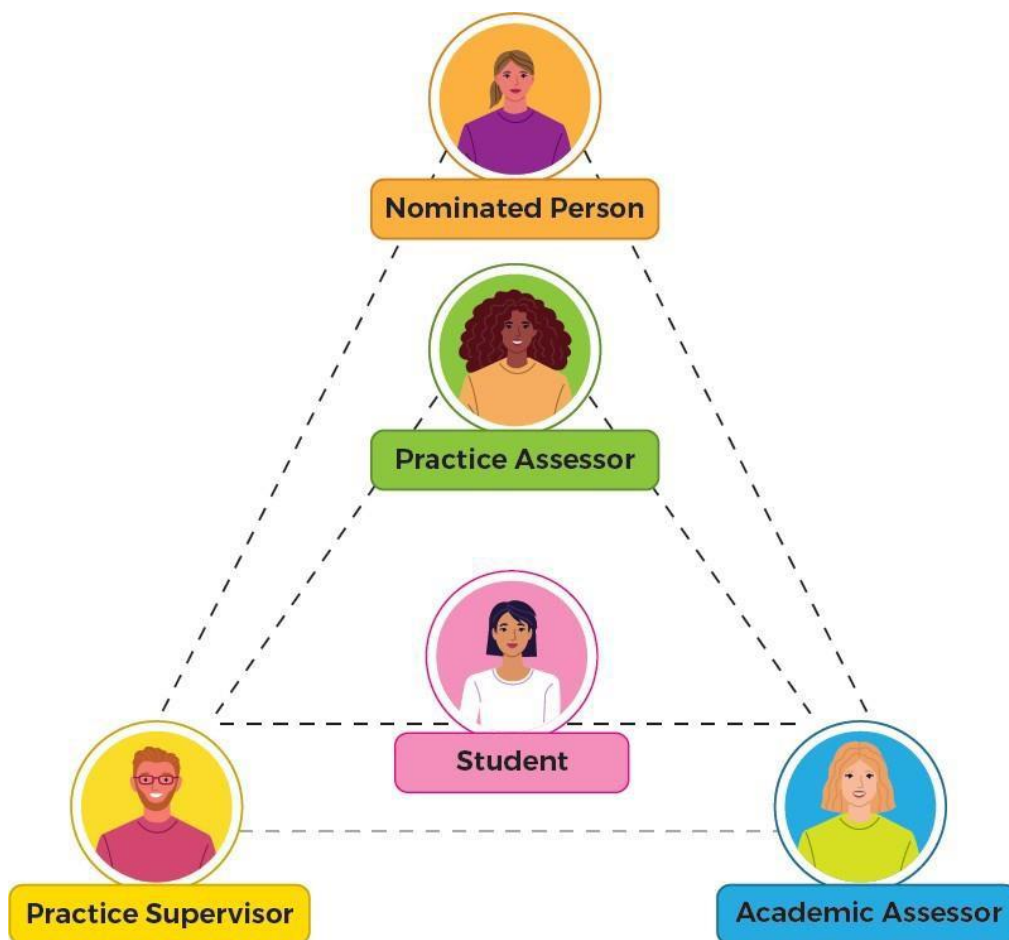 Nominated Person
Practice Assessor
Student
Practice Supervisor
Academic Assessor